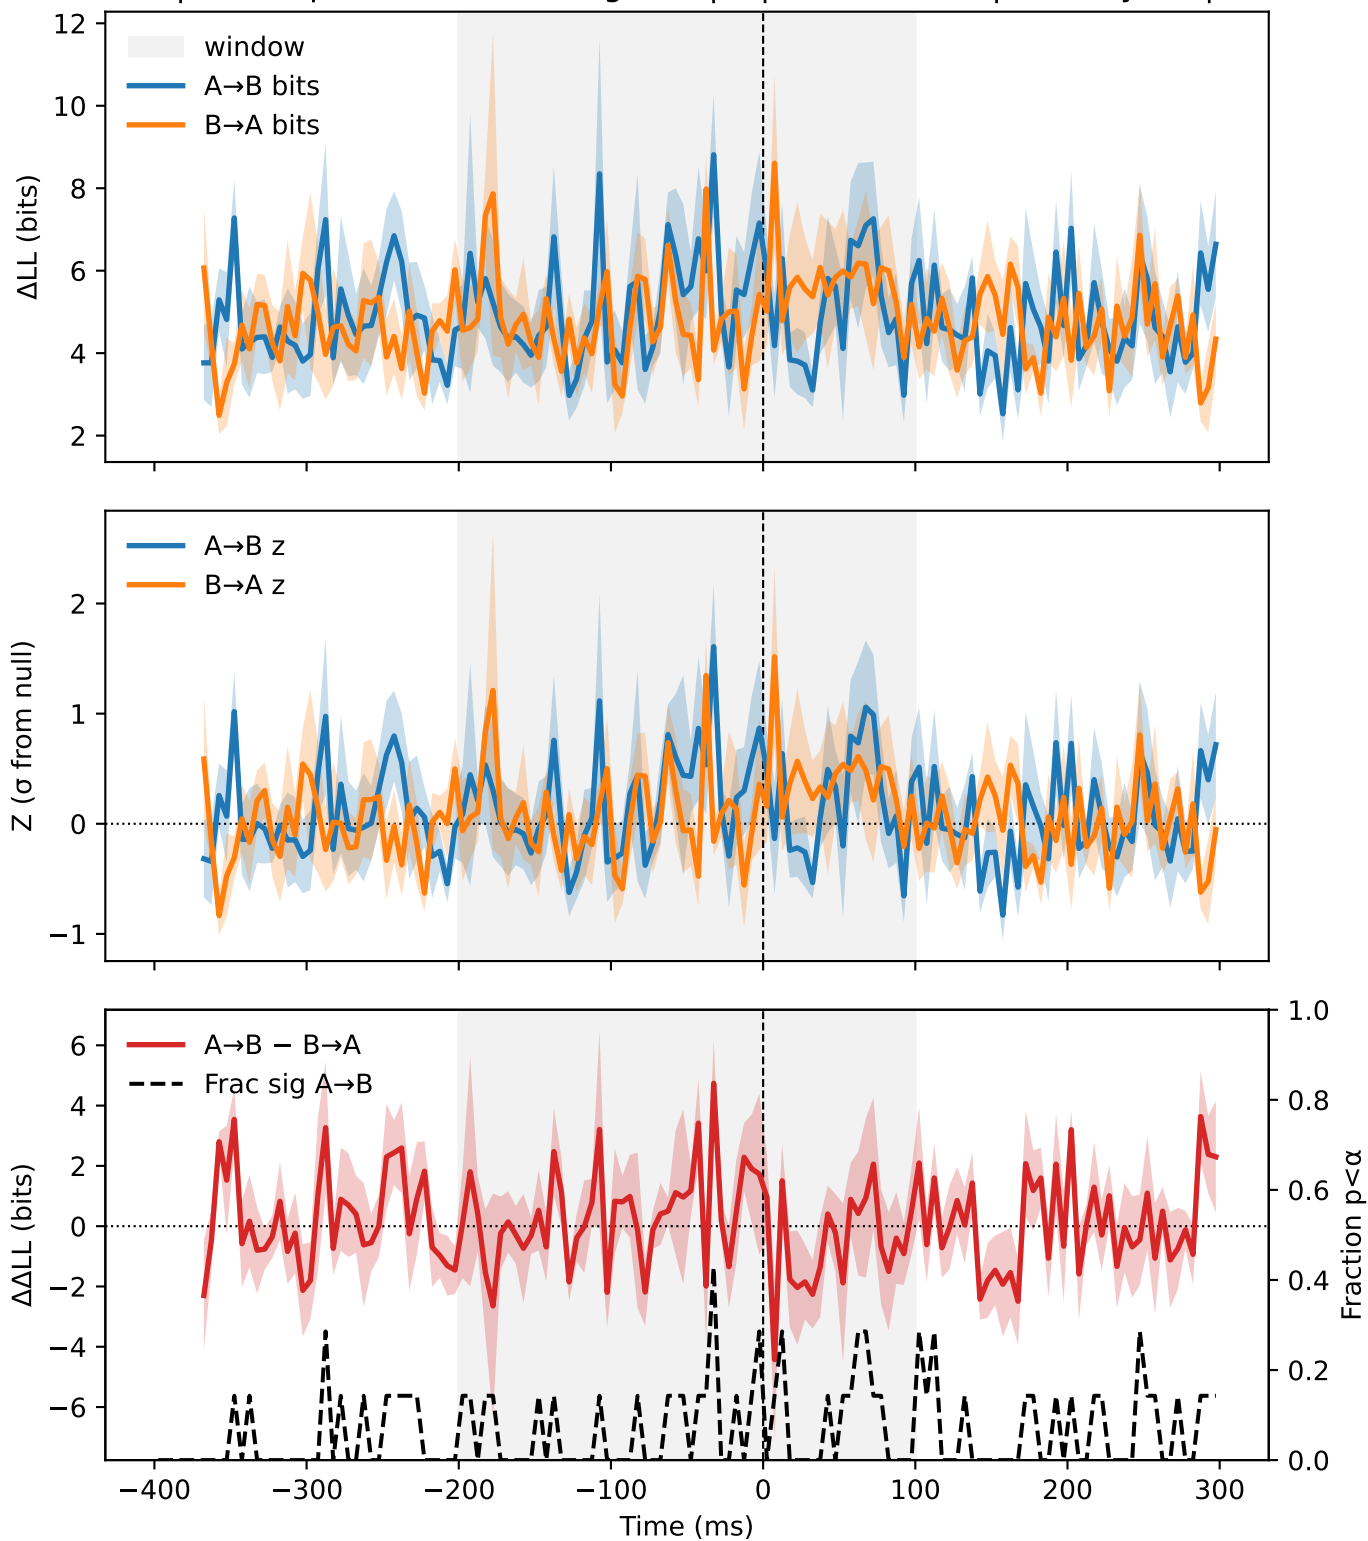 12
10
8
6
4
2
ΔLL (bits)
window
A→B bits
B→A bits
2
1
0
−1
Z (σ from null)
A→B z
B→A z
6
4
2
0
−2
−4
−6
ΔΔLL (bits)
A→B − B→A
Frac sig A→B
1.0
0.8
0.6
0.4
0.2
0.0
Fraction p<α
−400 −300 −200 −100 0 100 200 300
Time (ms)